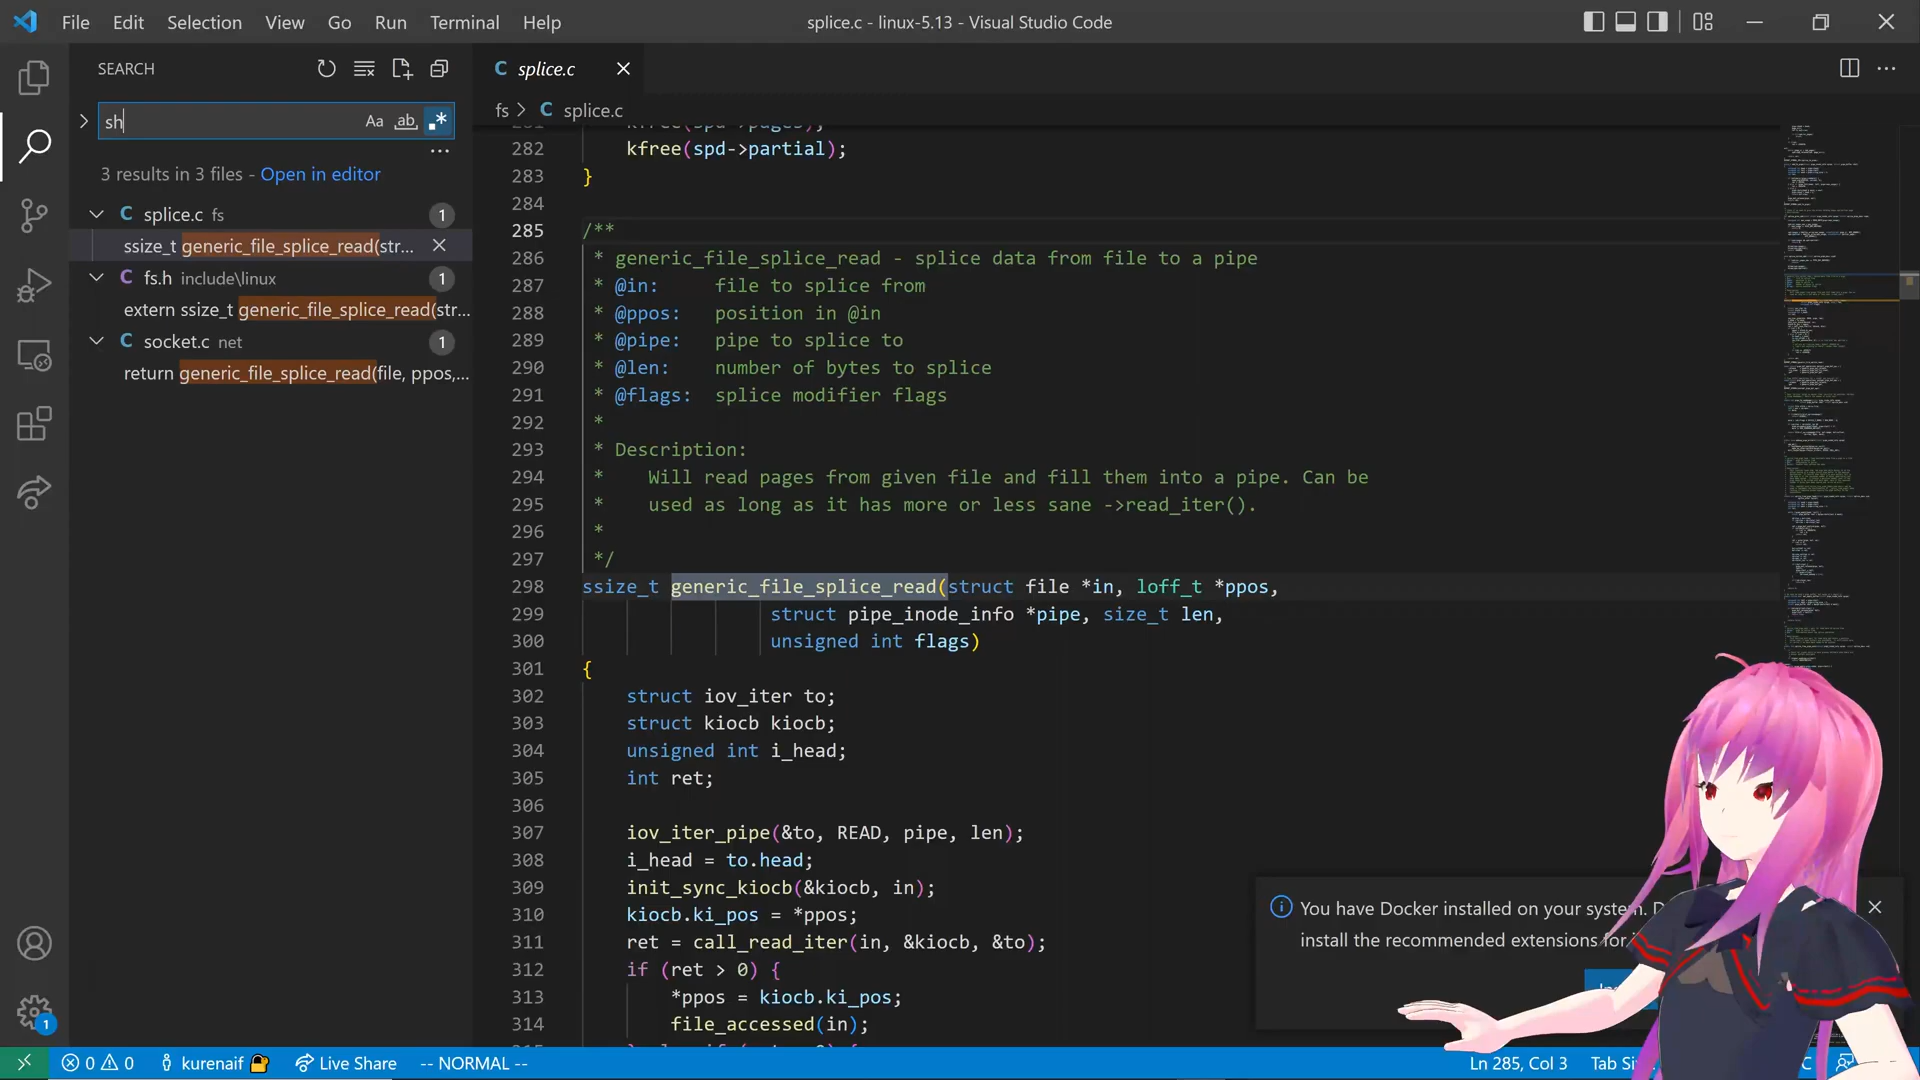 File Edit Selection View Go Run Terminal Help
splice.c - linux-5.13 - Visual Studio Code
SEARCH
sh
Aa ab .*
3 results in 3 files - Open in editor
C splice.c fs 1
ssize_t generic_file_splice_read(str...
C fs.h include\linux 1
extern ssize_t generic_file_splice_read(str...
C socket.c net 1
return generic_file_splice_read(file, ppos,...
1
C splice.c
fs > C splice.c
281 kfree(spd->pages);
282 kfree(spd->partial);
283 }
284
285 /**
286 * generic_file_splice_read - splice data from file to a pipe
287 * @in: file to splice from
288 * @ppos: position in @in
289 * @pipe: pipe to splice to
290 * @len: number of bytes to splice
291 * @flags: splice modifier flags
292 *
293 * Description:
294 * Will read pages from given file and fill them into a pipe. Can be
295 * used as long as it has more or less sane ->read_iter().
296 *
297 */
298 ssize_t generic_file_splice_read(struct file *in, loff_t *ppos,
299 struct pipe_inode_info *pipe, size_t len,
300 unsigned int flags)
301 {
302 struct iov_iter to;
303 struct kiocb kiocb;
304 unsigned int i_head;
305 int ret;
306
307 iov_iter_pipe(&to, READ, pipe, len);
308 i_head = to.head;
309 init_sync_kiocb(&kiocb, in);
310 kiocb.ki_pos = *ppos;
311 ret = call_read_iter(in, &kiocb, &to);
312 if (ret > 0) {
313 *ppos = kiocb.ki_pos;
314 file_accessed(in);
You have Docker installed on your system.
install the recommended extensions for
0 0 kurenaif Live Share -- NORMAL --
Ln 285, Col 3 Tab